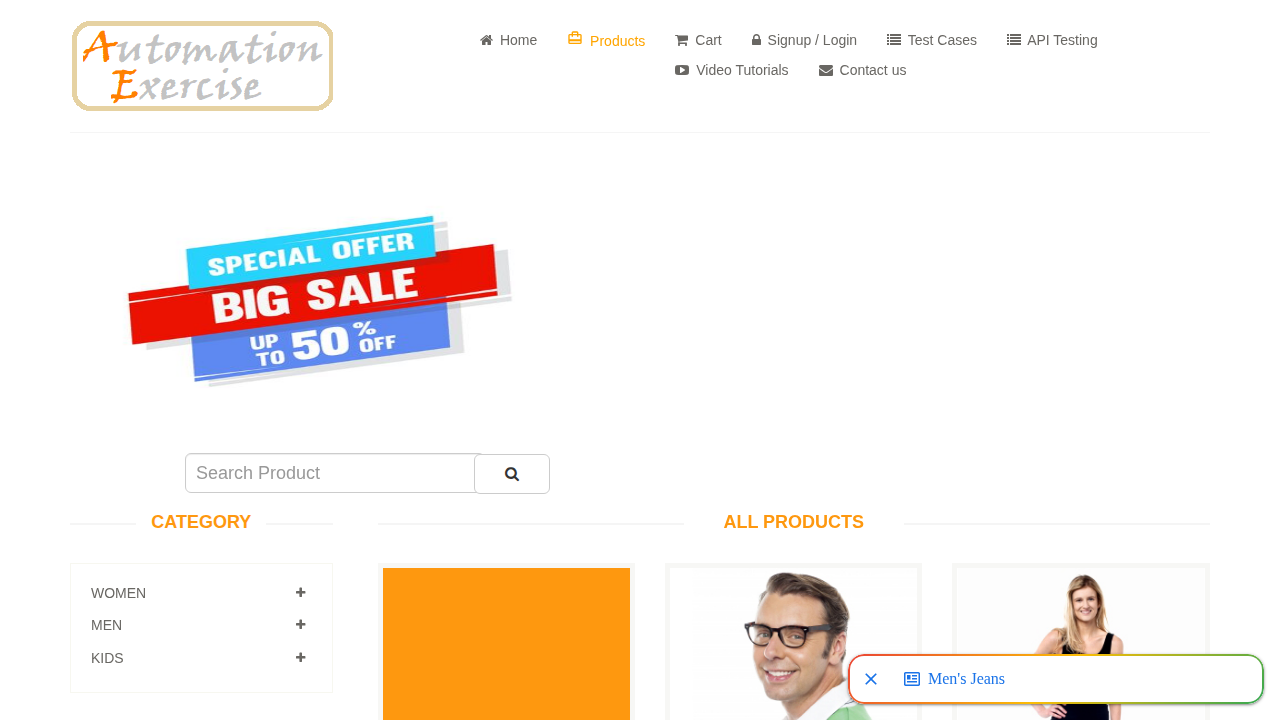 Automation
Exercise
Home
Products
Cart
Signup / Login
Test Cases
API Testing
Video Tutorials
Contact us
SPECIAL OFFER
BIG SALE
UP TO 50% OFF
Search Product
CATEGORY
ALL PRODUCTS
WOMEN
MEN
KIDS
Men's Jeans